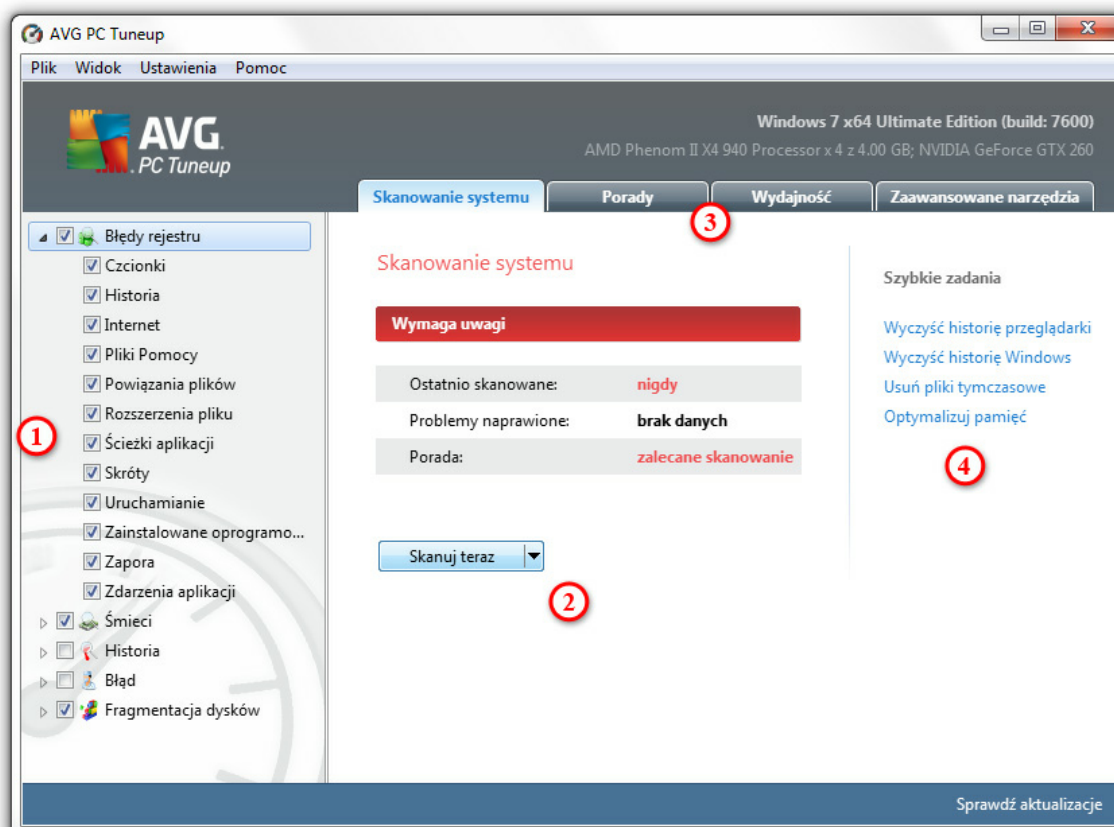 AVG PC Tuneup
Plik Widok Ustawienia Pomoc
AVG.
PC Tuneup
Windows 7 x64 Ultimate Edition (build: 7600)
AMD Phenom II X4 940 Processor x 4 z 4.00 GB; NVIDIA GeForce GTX 260
Skanowanie systemu Porady Wydajność Zaawansowane narzędzia
3
Błędy rejestru
Czcionki
Historia
Internet
Pliki Pomocy
Powiązania plików
Rozszerzenia pliku
Ścieżki aplikacji
Skróty
Uruchamianie
Zainstalowane oprogramo...
Zapora
Zdarzenia aplikacji
Śmieci
Historia
Błąd
Fragmentacja dysków
1
Skanowanie systemu
Wymaga uwagi
Ostatnio skanowane: nigdy
Problemy naprawione: brak danych
Porada: zalecane skanowanie
Skanuj teraz
2
Szybkie zadania
Wyczyść historię przeglądarki
Wyczyść historię Windows
Usuń pliki tymczasowe
Optymalizuj pamięć
4
Sprawdź aktualizacje